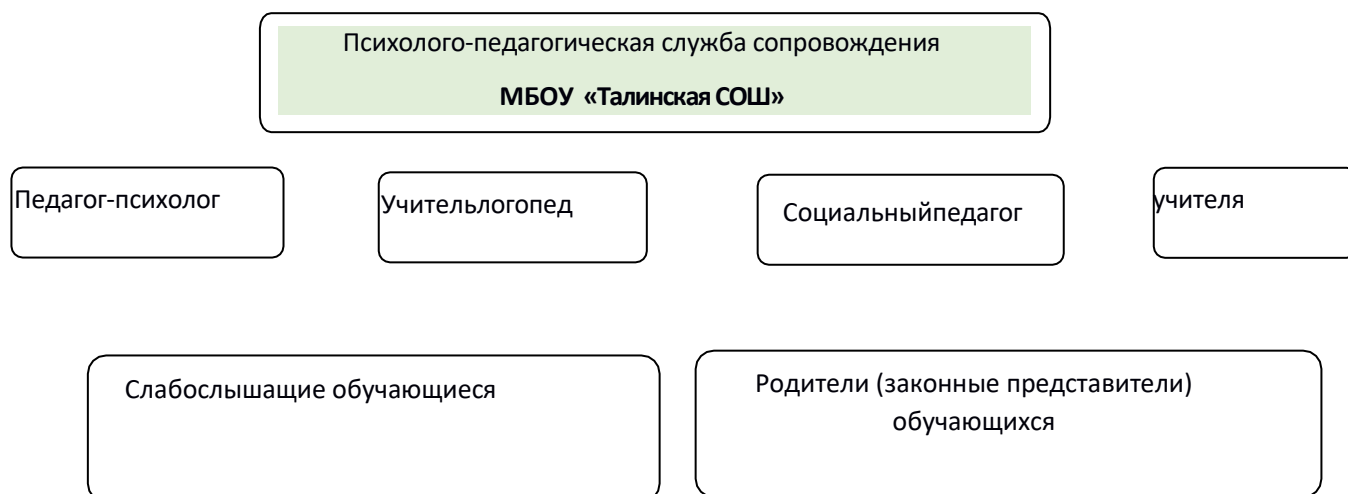 Психолого-педагогическая служба сопровождения
МБОУ «Талинская СОШ»
Педагог-психолог
Учительлогопед
Социальныйпедагог
учителя
Слабослышащие обучающиеся
Родители (законные представители)
обучающихся